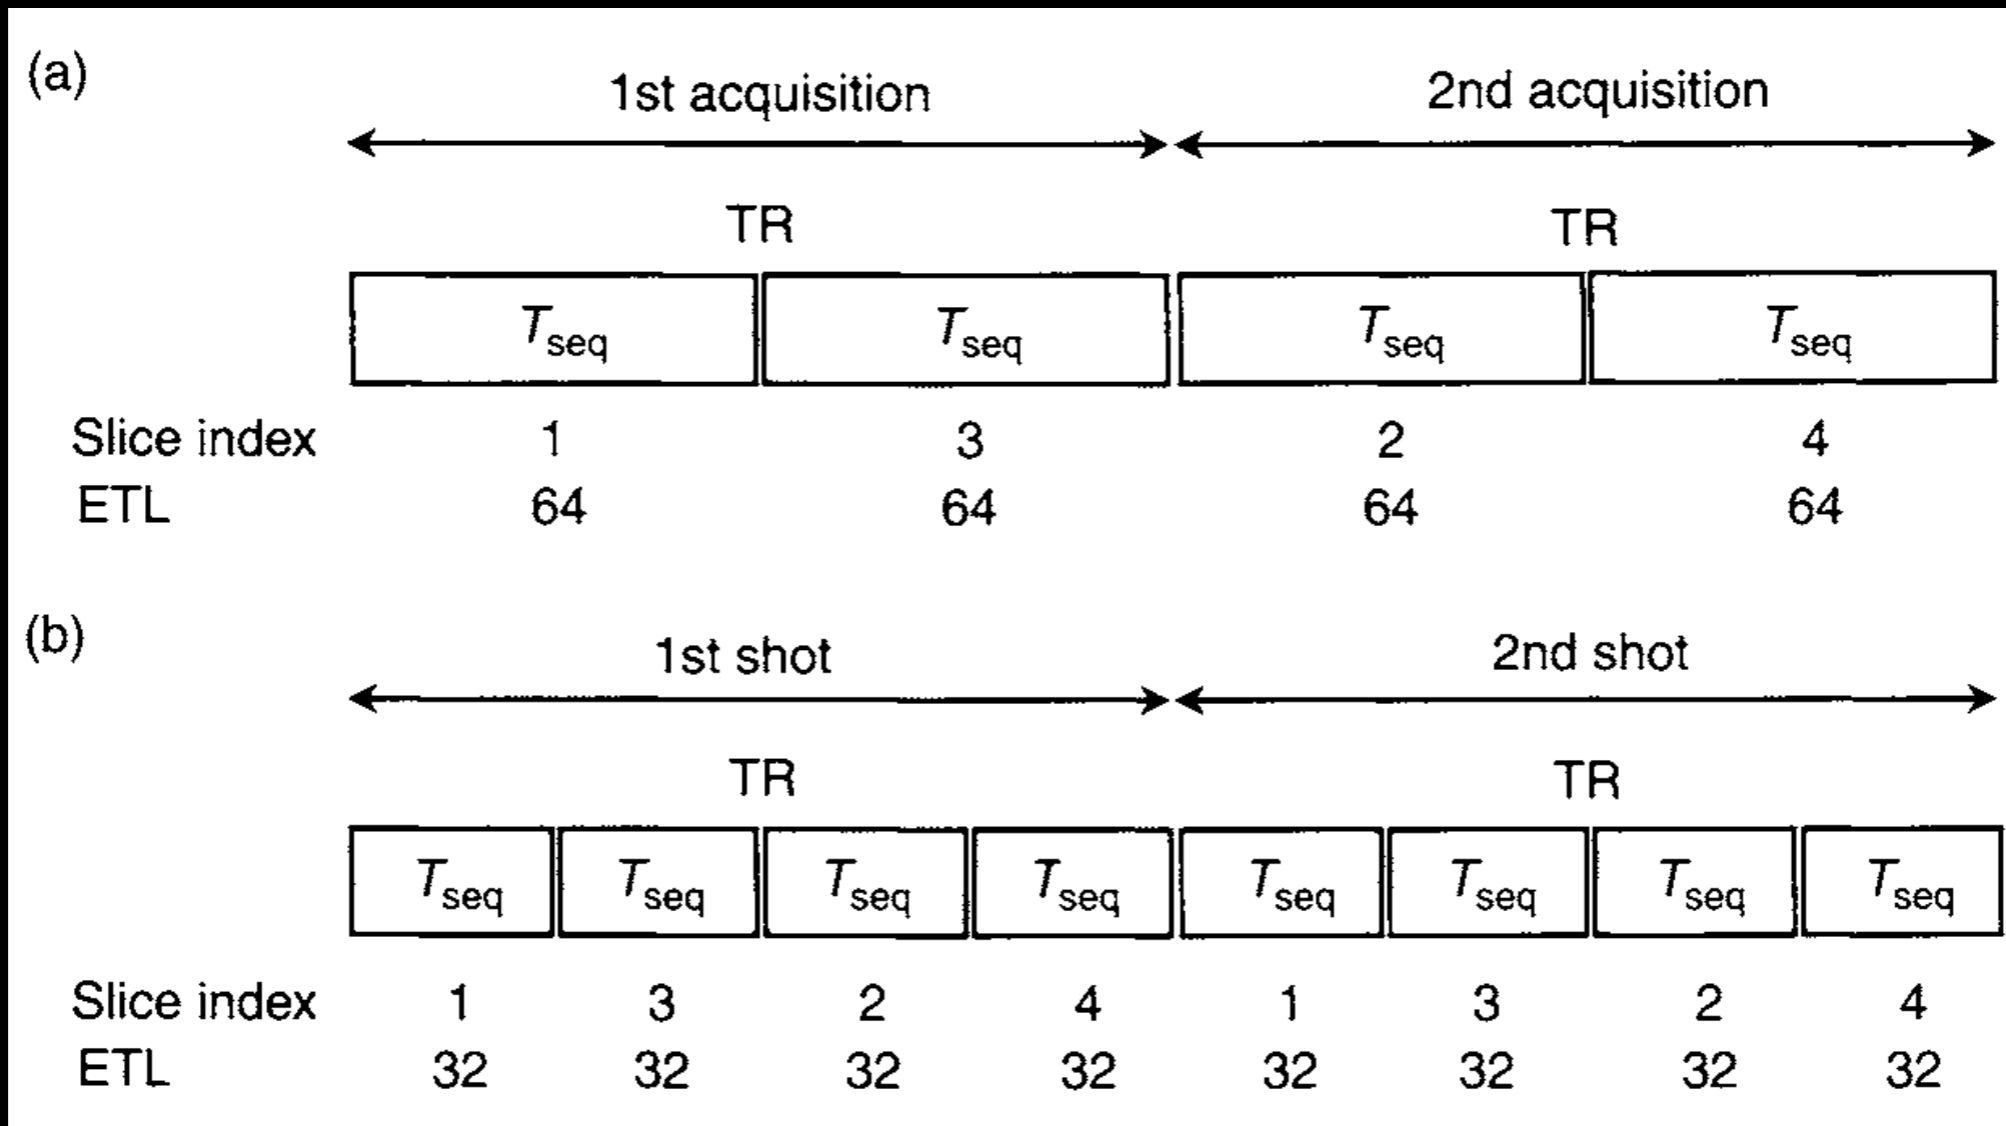 (a)
1st acquisition 2nd acquisition
TR TR
Tseq Tseq Tseq Tseq
Slice index 1 3 2 4
ETL 64 64 64 64
(b)
1st shot 2nd shot
TR TR
Tseq Tseq Tseq Tseq Tseq Tseq Tseq Tseq
Slice index 1 3 2 4 1 3 2 4
ETL 32 32 32 32 32 32 32 32